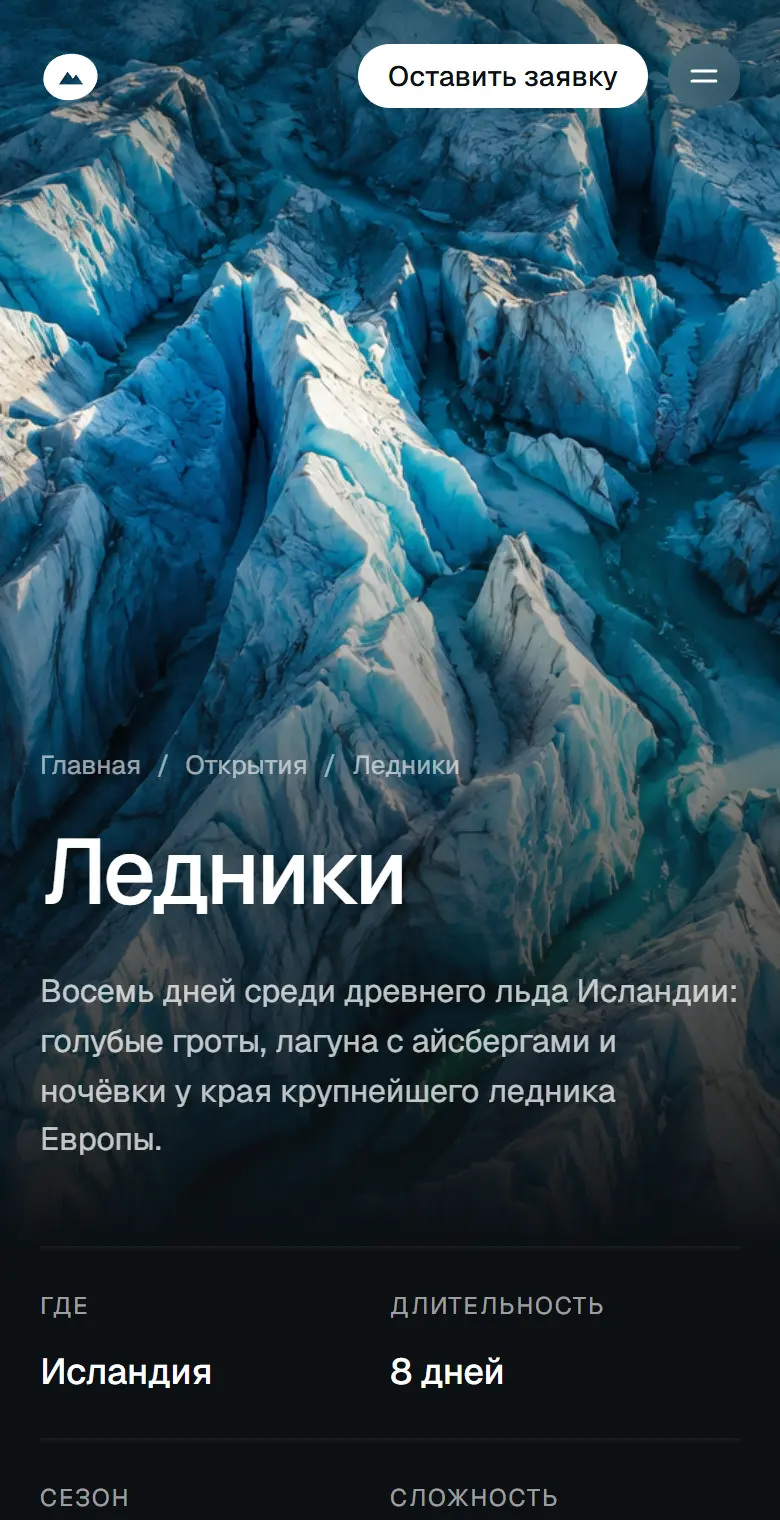 Оставить заявку
Главная / Открытия / Ледники
Ледники
Восемь дней среди древнего льда Исландии:
голубые гроты, лагуна с айсбергами и
ночёвки у края крупнейшего ледника
Европы.
ГДЕ
ДЛИТЕЛЬНОСТЬ
Исландия
8 дней
СЕЗОН
СЛОЖНОСТЬ